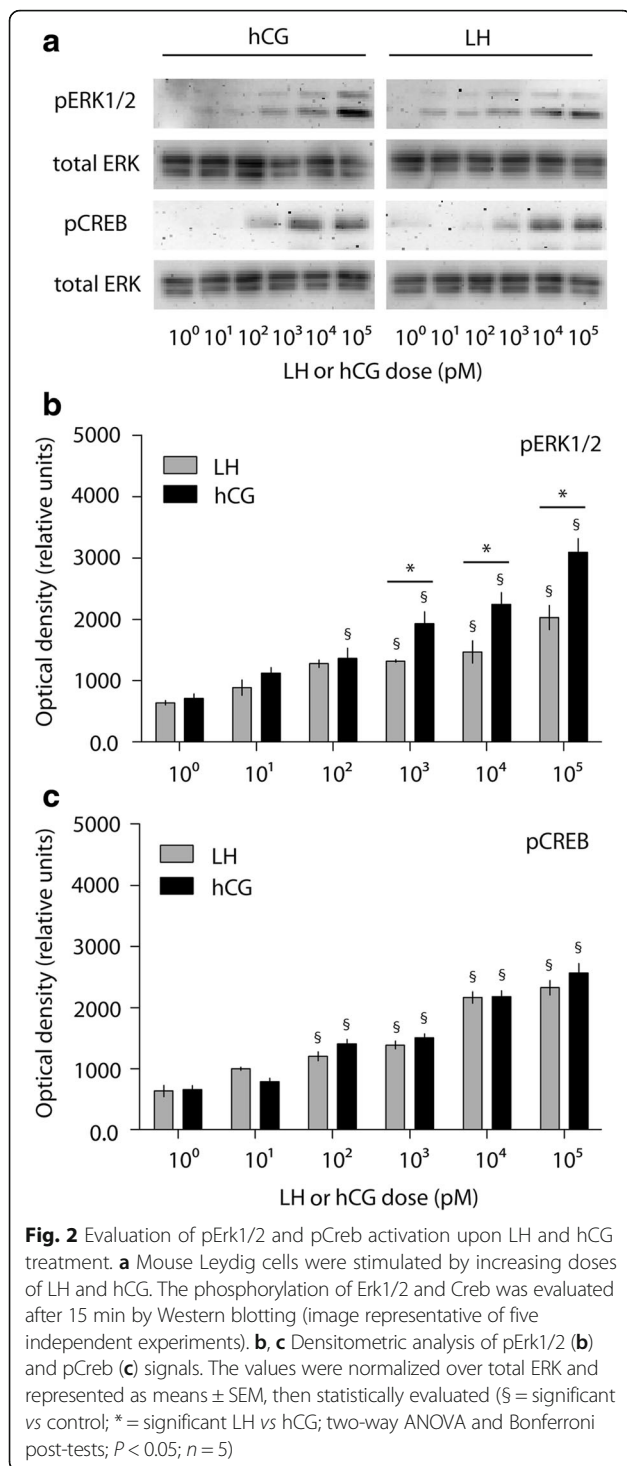 a
hCG LH
pERK1/2
total ERK
pCREB
total ERK
10⁰ 10¹ 10² 10³ 10⁴ 10⁵ 10⁰ 10¹ 10² 10³ 10⁴ 10⁵
LH or hCG dose (pM)
b
5000
4000
3000
2000
1000
0.0
Optical density (relative units)
LH
hCG
pERK1/2
§ § § § § § §
* * *
10⁰ 10¹ 10² 10³ 10⁴ 10⁵
c
5000
4000
3000
2000
1000
0.0
Optical density (relative units)
LH
hCG
pCREB
§ § § § § § § §
10⁰ 10¹ 10² 10³ 10⁴ 10⁵
LH or hCG dose (pM)
Fig. 2 Evaluation of pErk1/2 and pCreb activation upon LH and hCG
treatment. a Mouse Leydig cells were stimulated by increasing doses
of LH and hCG. The phosphorylation of Erk1/2 and Creb was evaluated
after 15 min by Western blotting (image representative of five
independent experiments). b, c Densitometric analysis of pErk1/2 (b)
and pCreb (c) signals. The values were normalized over total ERK and
represented as means ± SEM, then statistically evaluated (§ = significant
vs control; * = significant LH vs hCG; two-way ANOVA and Bonferroni
post-tests; P < 0.05; n = 5)